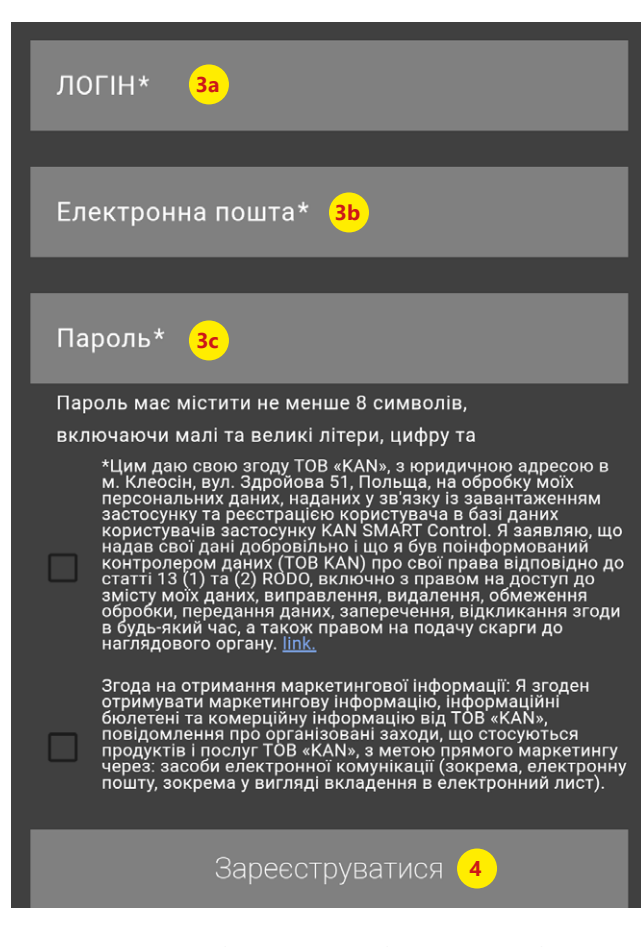 ЛОГІН* 3a
Електронна пошта* 3b
Пароль* 3c
Пароль має містити не менше 8 символів,
включаючи малі та великі літери, цифру та
*Цим даю свою згоду ТОВ «KAN», з юридичною адресою в
м. Клеосін, вул. Здройова 51, Польща, на обробку моїх
персональних даних, наданих у зв'язку із завантаженням
застосунку та реєстрацією користувача в базі даних
користувачів застосунку KAN SMART Control. Я заявляю, що
надав свої дані добровільно і що я був поінформований
контролером даних (ТОВ KAN) про свої права відповідно до
статті 13 (1) та (2) RODO, включно з правом на доступ до
змісту моїх даних, виправлення, видалення, обмеження
обробки, передання даних, заперечення, відкликання згоди
в будь-який час, а також правом на подачу скарги до
наглядового органу. link.
Згода на отримання маркетингової інформації: Я згоден
отримувати маркетингову інформацію, інформаційні
бюлетені та комерційну інформацію від ТОВ «KAN»,
повідомлення про організовані заходи, що стосуються
продуктів і послуг ТОВ «KAN», з метою прямого маркетингу
через: засоби електронної комунікації (зокрема, електронну
пошту, зокрема у вигляді вкладення в електронний лист).
Зареєструватися 4